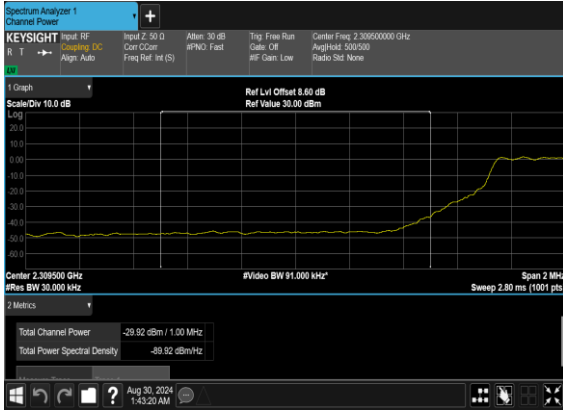 Spectrum Analyzer 1
Channel Power
+
KEYSIGHT Input: RF Input Z: 50 Ω Atten: 30 dB Trig: Free Run Center Freq: 2.309500000 GHz
R T Coupling: DC Corr CCorr #PNO: Fast Gate: Off Avg|Hold: 500/500
Align: Auto Freq Ref: Int (S) #IF Gain: Low Radio Std: None
1 Graph
Scale/Div 10.0 dB
Ref Lvl Offset 8.60 dB
Ref Value 30.00 dBm
Log
20.0
10.0
0.00
-10.0
-20.0
-30.0
-40.0
-50.0
-60.0
Center 2.309500 GHz #Video BW 91.000 kHz* Span 2 MHz
#Res BW 30.000 kHz Sweep 2.80 ms (1001 pts
2 Metrics
Total Channel Power -29.92 dBm / 1.00 MHz
Total Power Spectral Density -89.92 dBm/Hz
?
Aug 30, 2024
1:43:20 AM